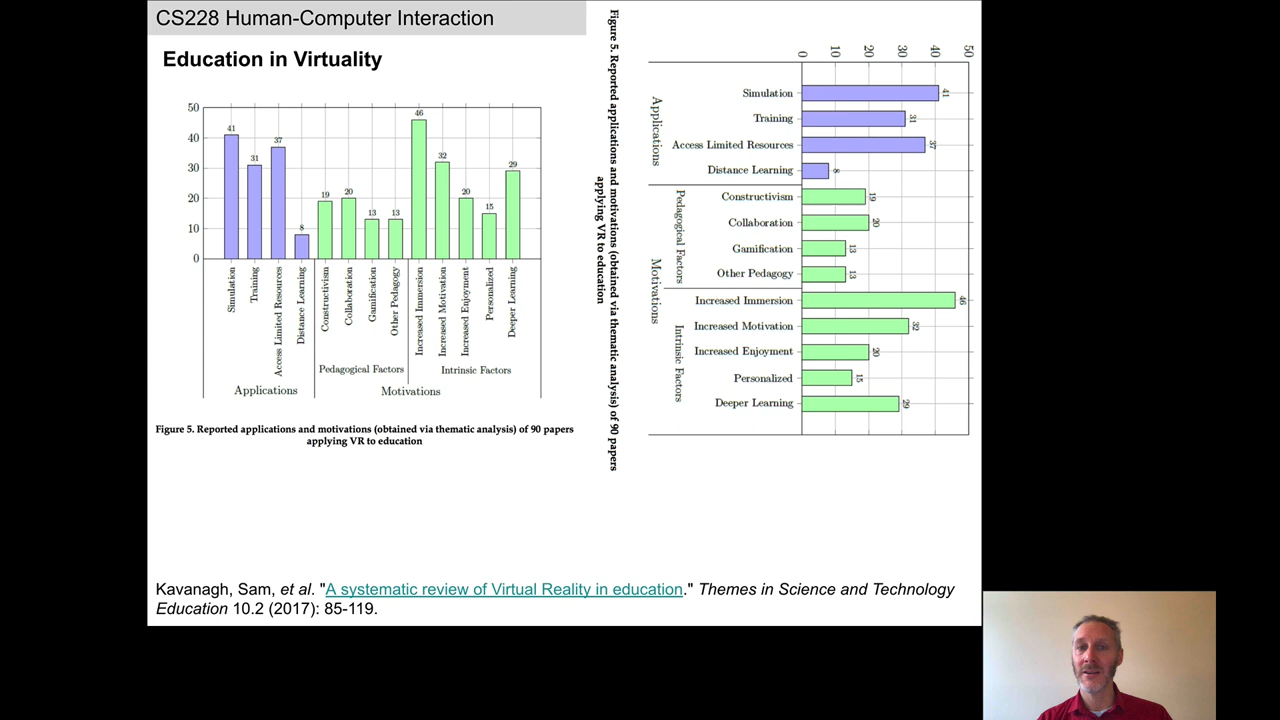 CS228 Human-Computer Interaction
Education in Virtuality
50
40
30
20
10
0
41
31
37
8
19
20
13
13
46
32
20
15
29
Simulation
Training
Access Limited Resources
Distance Learning
Constructivism
Collaboration
Gamification
Other Pedagogy
Increased Immersion
Increased Motivation
Increased Enjoyment
Personalized
Deeper Learning
Pedagogical Factors
Intrinsic Factors
Applications
Motivations
Figure 5. Reported applications and motivations (obtained via thematic analysis) of 90 papers
applying VR to education
Figure 5. Reported applications and motivations (obtained via thematic analysis) of 90 papers
applying VR to education
0
10
20
30
40
50
Applications
Motivations
Pedagogical Factors
Intrinsic Factors
Simulation
41
Training
31
Access Limited Resources
37
Distance Learning
8
Constructivism
19
Collaboration
20
Gamification
13
Other Pedagogy
13
Increased Immersion
46
Increased Motivation
32
Increased Enjoyment
20
Personalized
15
Deeper Learning
29
Kavanagh, Sam, et al. "A systematic review of Virtual Reality in education." Themes in Science and Technology
Education 10.2 (2017): 85-119.